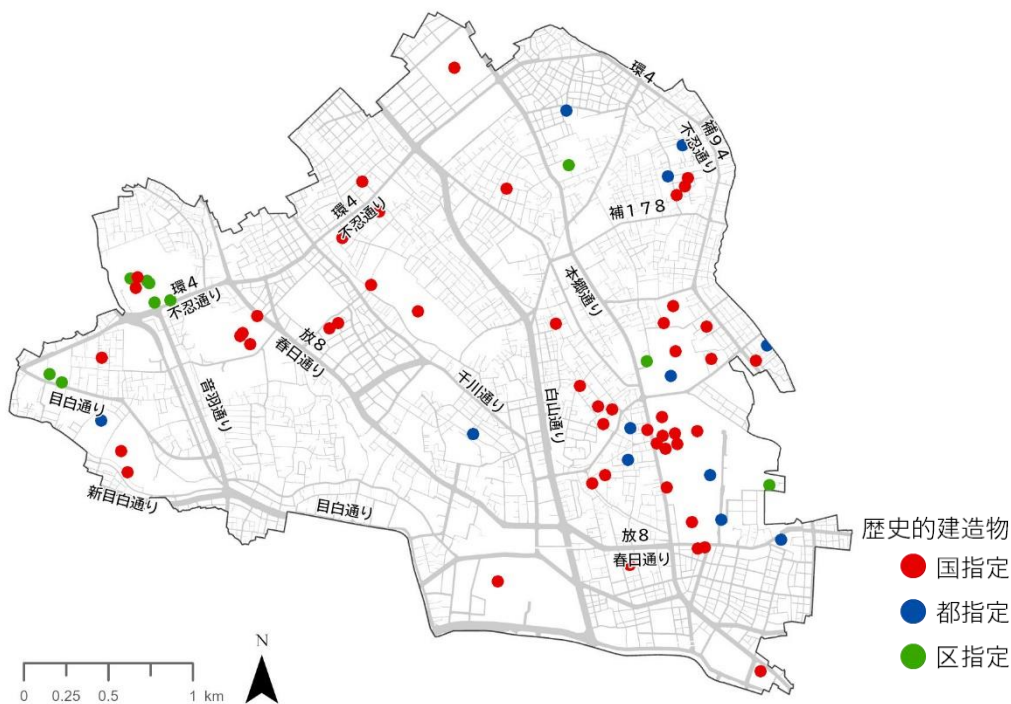 環4
補94
不忍通り
補178
環4
不忍通り
本郷通り
環4
不忍通り
放8
春日通り
千川通り
白山通り
音羽通り
目白通り
新目白通り
目白通り
放8
春日通り
歴史的建造物
国指定
都指定
区指定
N
0 0.25 0.5 1 km